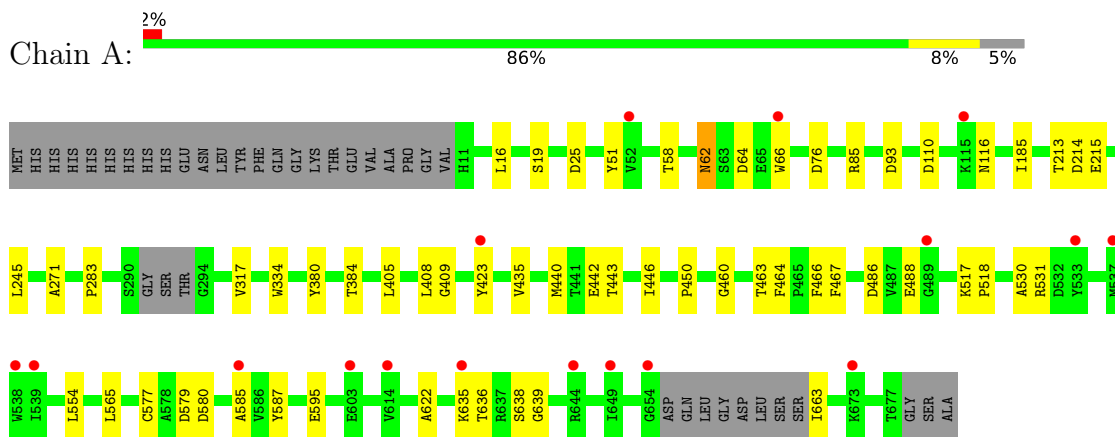 2%
Chain A:
86% 8% 5%
MET HIS HIS HIS HIS HIS HIS HIS HIS HIS GLU ASN LEU TYR PHE GLN GLY LYS THR GLU VAL ALA PRO GLY VAL H11 L16 S19 D25 Y51 V52 T58 N62 S63 D64 E65 W66 D76 R85 D93 D110 K115 N116 I185 T213 D214 E215
L245 A271 P283 S290 GLY SER THR G294 V317 W334 Y380 T384 L405 L408 G409 Y423 V435 M440 T441 E442 T443 I446 P450 G460 T463 F464 P465 F466 F467 D486 V487 E488 G489 K517 P518 A530 R531 D532 Y533 M537
W538 I539 L554 L565 C577 A578 D579 D580 A585 V586 Y587 E595 E603 V614 A622 K635 T636 R637 S638 G639 R644 I649 G654 ASP GLN LEU GLY ASP LEU SER SER I663 K673 T677 GLY SER ALA